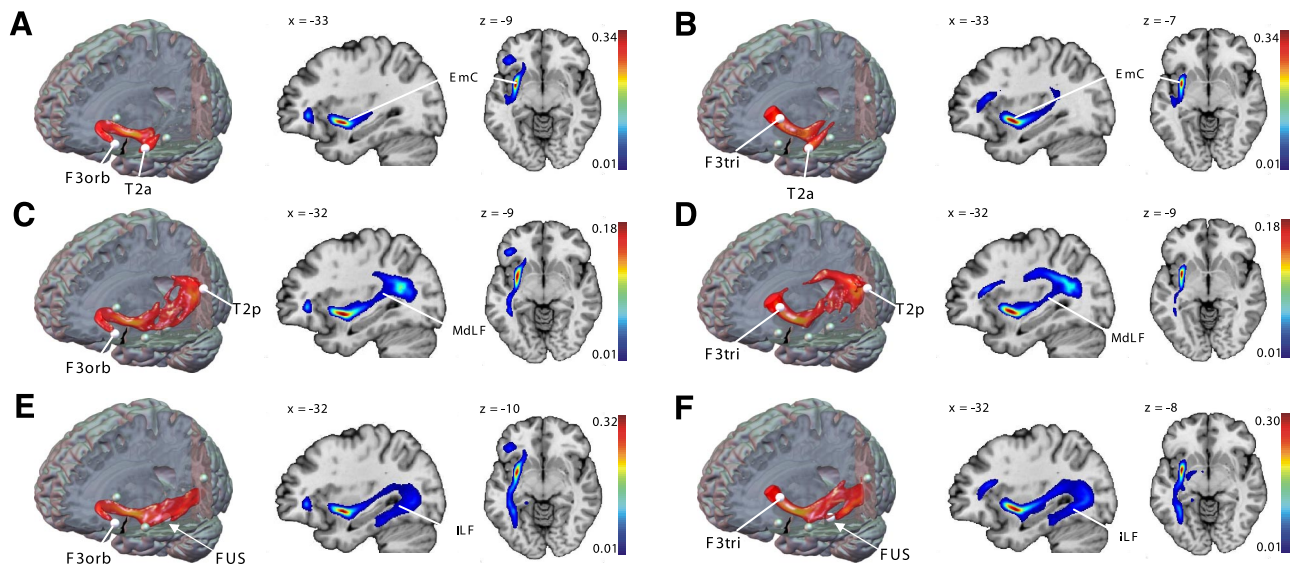 A
x = -33
z = -9
0.34
EmC
0.01
F3orb
T2a
B
x = -33
z = -7
0.34
EmC
0.01
F3tri
T2a
C
x = -32
z = -9
0.18
T2p
MdLF
0.01
F3orb
D
x = -32
z = -9
0.18
T2p
MdLF
0.01
F3tri
E
x = -32
z = -10
0.32
ILF
0.01
F3orb
FUS
F
x = -32
z = -8
0.30
ILF
0.01
F3tri
FUS